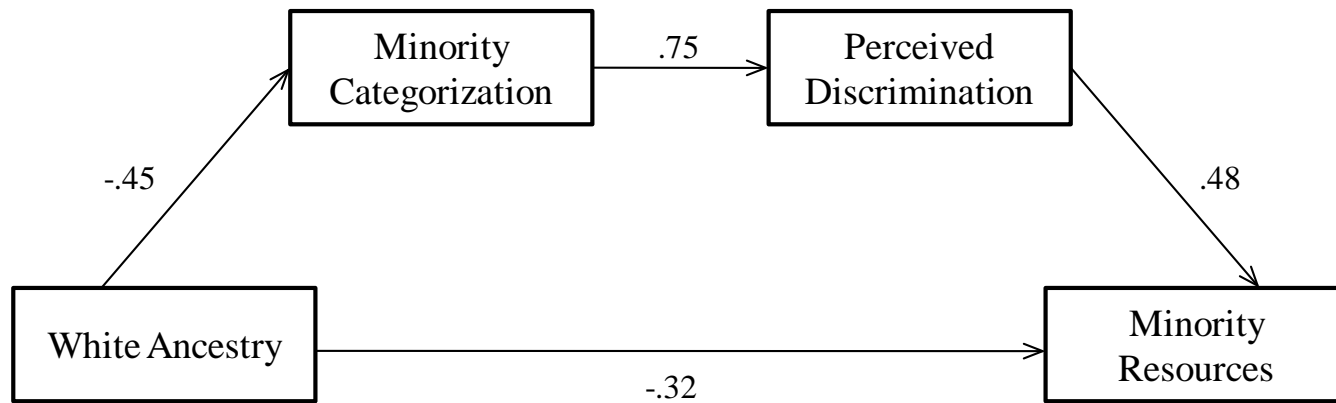 Minority
Categorization
.75
Perceived
Discrimination
-.45
.48
White Ancestry
-.32
Minority
Resources